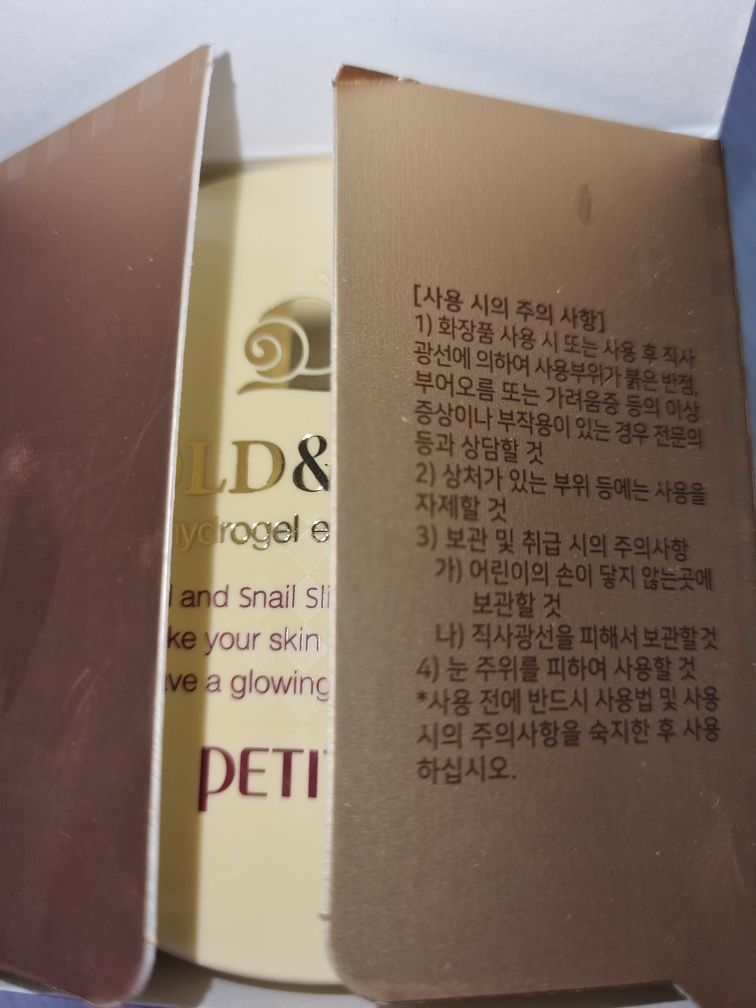 LD&
hydrogel e
and Snail Sli
ke your skin
ve a glowing
PETI
[사용 시의 주의 사항]
1) 화장품 사용 시 또는 사용 후 직사
광선에 의하여 사용부위가 붉은 반점,
부어오름 또는 가려움증 등의 이상
증상이나 부작용이 있는 경우 전문의
등과 상담할 것
2) 상처가 있는 부위 등에는 사용을
자제할 것
3) 보관 및 취급 시의 주의사항
가) 어린이의 손이 닿지 않는곳에
보관할 것
나) 직사광선을 피해서 보관할것
4) 눈 주위를 피하여 사용할 것
*사용 전에 반드시 사용법 및 사용
시의 주의사항을 숙지한 후 사용
하십시오.